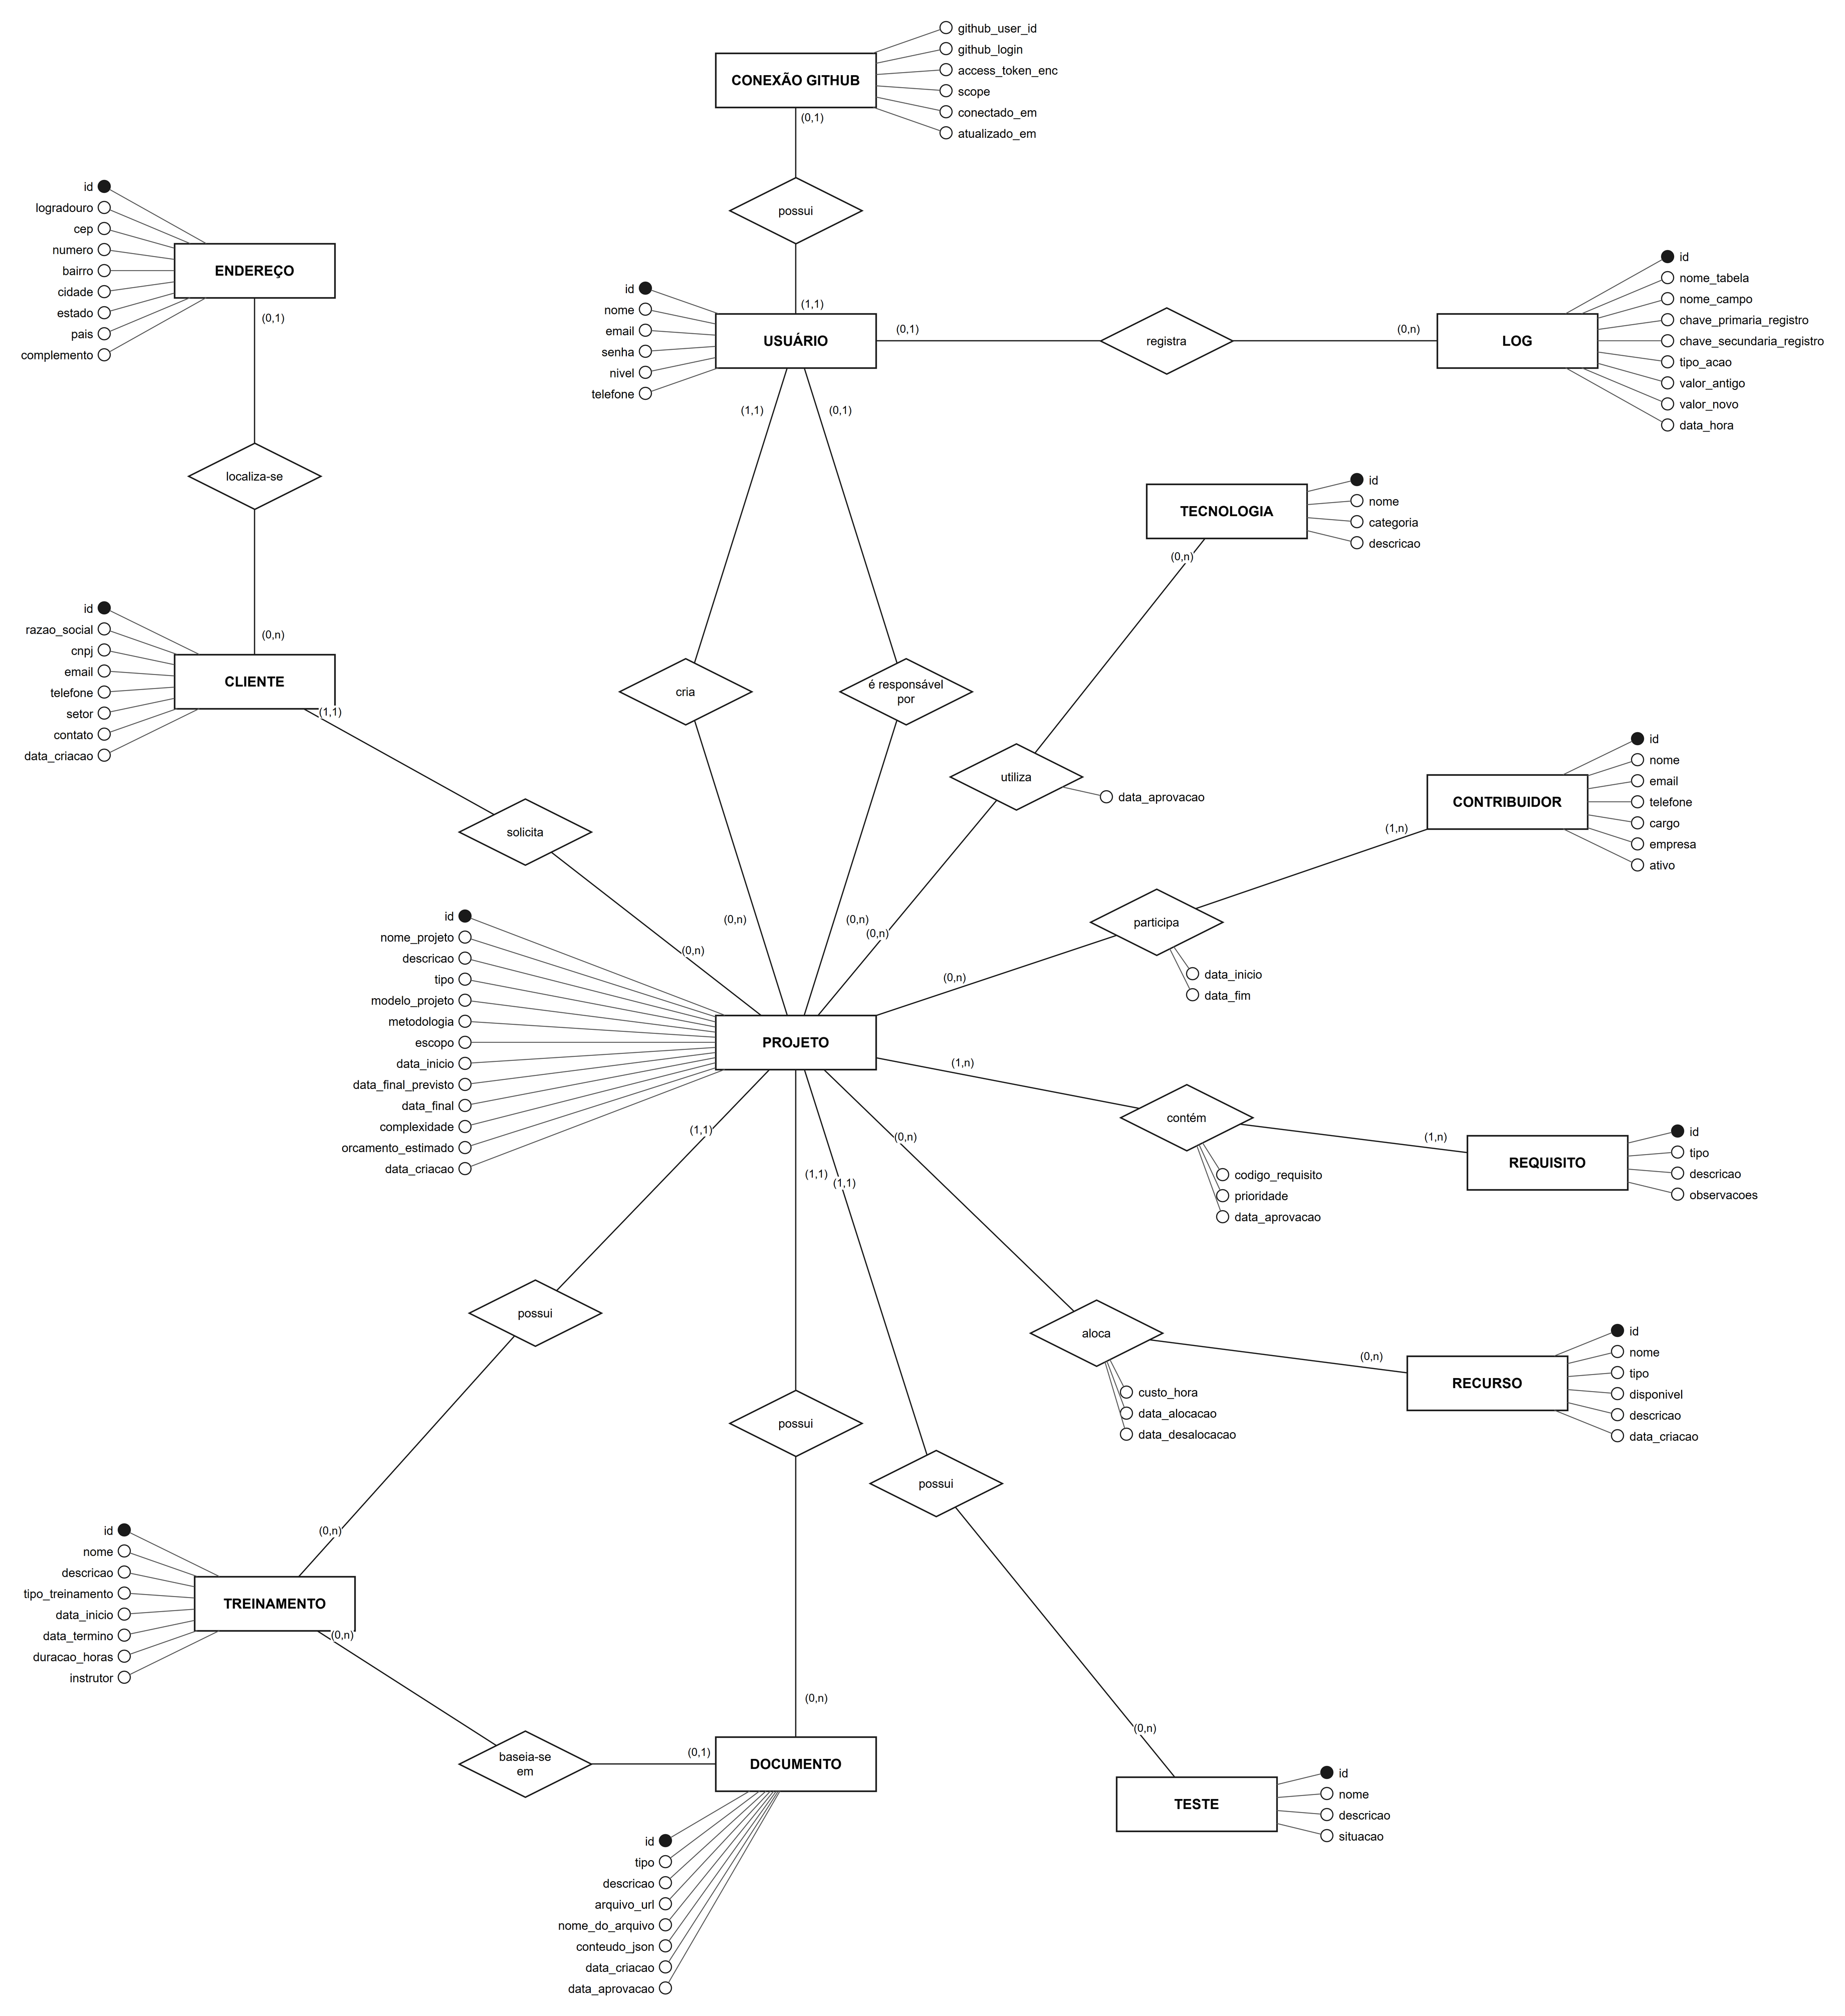 github_user_id
github_login
CONEXÃO GITHUB
access_token_enc
scope
conectado_em
atualizado_em
(0,1)
possui
(1,1)
id
logradouro
cep
numero
bairro
cidade
estado
pais
complemento
ENDEREÇO
(0,1)
localiza-se
(0,n)
id
nome
email
senha
nivel
telefone
USUÁRIO
(0,1)
registra
(0,n)
LOG
id
nome_tabela
nome_campo
chave_primaria_registro
chave_secundaria_registro
tipo_acao
valor_antigo
valor_novo
data_hora
(1,1)
(0,1)
TECNOLOGIA
id
nome
categoria
descricao
(0,n)
id
razao_social
cnpj
email
telefone
setor
contato
data_criacao
CLIENTE
(1,1)
cria
é responsável
por
utiliza
data_aprovacao
solicita
CONTRIBUIDOR
id
nome
email
telefone
cargo
empresa
ativo
(1,n)
participa
data_inicio
data_fim
(0,n)
(0,n)
(0,n)
(0,n)
(0,n)
id
nome_projeto
descricao
tipo
modelo_projeto
metodologia
escopo
data_inicio
data_final_previsto
data_final
complexidade
orcamento_estimado
data_criacao
PROJETO
(1,n)
contém
codigo_requisito
prioridade
data_aprovacao
(1,n)
REQUISITO
id
tipo
descricao
observacoes
(1,1)
(1,1)
(1,1)
(0,n)
possui
aloca
custo_hora
data_alocacao
data_desalocacao
(0,n)
RECURSO
id
nome
tipo
disponivel
descricao
data_criacao
possui
possui
(0,n)
id
nome
descricao
tipo_treinamento
data_inicio
data_termino
duracao_horas
instrutor
TREINAMENTO
(0,n)
baseia-se
em
(0,1)
(0,n)
DOCUMENTO
id
tipo
descricao
arquivo_url
nome_do_arquivo
conteudo_json
data_criacao
data_aprovacao
(0,n)
TESTE
id
nome
descricao
situacao